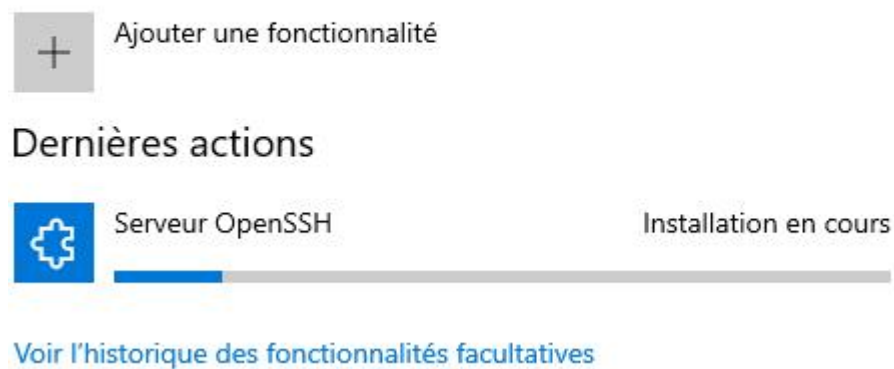 Ajouter une fonctionnalité
Dernières actions
Serveur OpenSSH Installation en cours
Voir l'historique des fonctionnalités facultatives